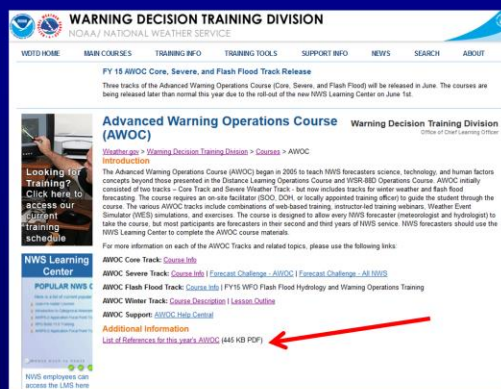 WARNING DECISION TRAINING DIVISION
NOAA/ NATIONAL WEATHER SERVICE
WDTD HOME MAIN COURSES TRAINING INFO TRAINING TOOLS SUPPORT INFO NEWS SEARCH ABOUT
FY 15 AWOC Core, Severe, and Flash Flood Track Release
Three tracks of the Advanced Warning Operations Course (Core, Severe, and Flash Flood) will be released in June. The courses are
being released later than normal this year due to the roll-out of the new NWS Learning Center on June 1st.
Looking for
Training?
Click here to
access our
current
training
schedule
NWS Learning
Center
POPULAR NWS C
NWS employees can
access the LMS here
Advanced Warning Operations Course
(AWOC)
Warning Decision Training Division
Office of Chief Learning Officer
Weather.gov > Warning Decision Training Division > Courses > AWOC
Introduction
The Advanced Warning Operations Course (AWOC) began in 2005 to teach NWS forecasters science, technology, and human factors
concepts beyond those presented in the Distance Learning Operations Course and WSR-88D Operations Course. AWOC initially
consisted of two tracks – Core Track and Severe Weather Track - but now includes tracks for winter weather and flash flood
forecasting. The course requires an on-site facilitator (SOO, DOH, or locally appointed training officer) to guide the student through the
course. The various AWOC tracks include combinations of web-based training, instructor-led training webinars, Weather Event
Simulator (WES) simulations, and exercises. The course is designed to allow every NWS forecaster (meteorologist and hydrologist) to
take the course, but most participants are forecasters in their second and third years of NWS service. NWS forecasters should use the
NWS Learning Center to complete the AWOC course materials.
For more information on each of the AWOC Tracks and related topics, please use the following links:
AWOC Core Track: Course Info
AWOC Severe Track: Course Info | Forecast Challenge - AWOC | Forecast Challenge - All NWS
AWOC Flash Flood Track: Course Info | FY15 WFO Flash Flood Hydrology and Warning Operations Training
AWOC Winter Track: Course Description | Lesson Outline
AWOC Support: AWOC Help Central
Additional Information
List of References for this year's AWOC (445 KB PDF)